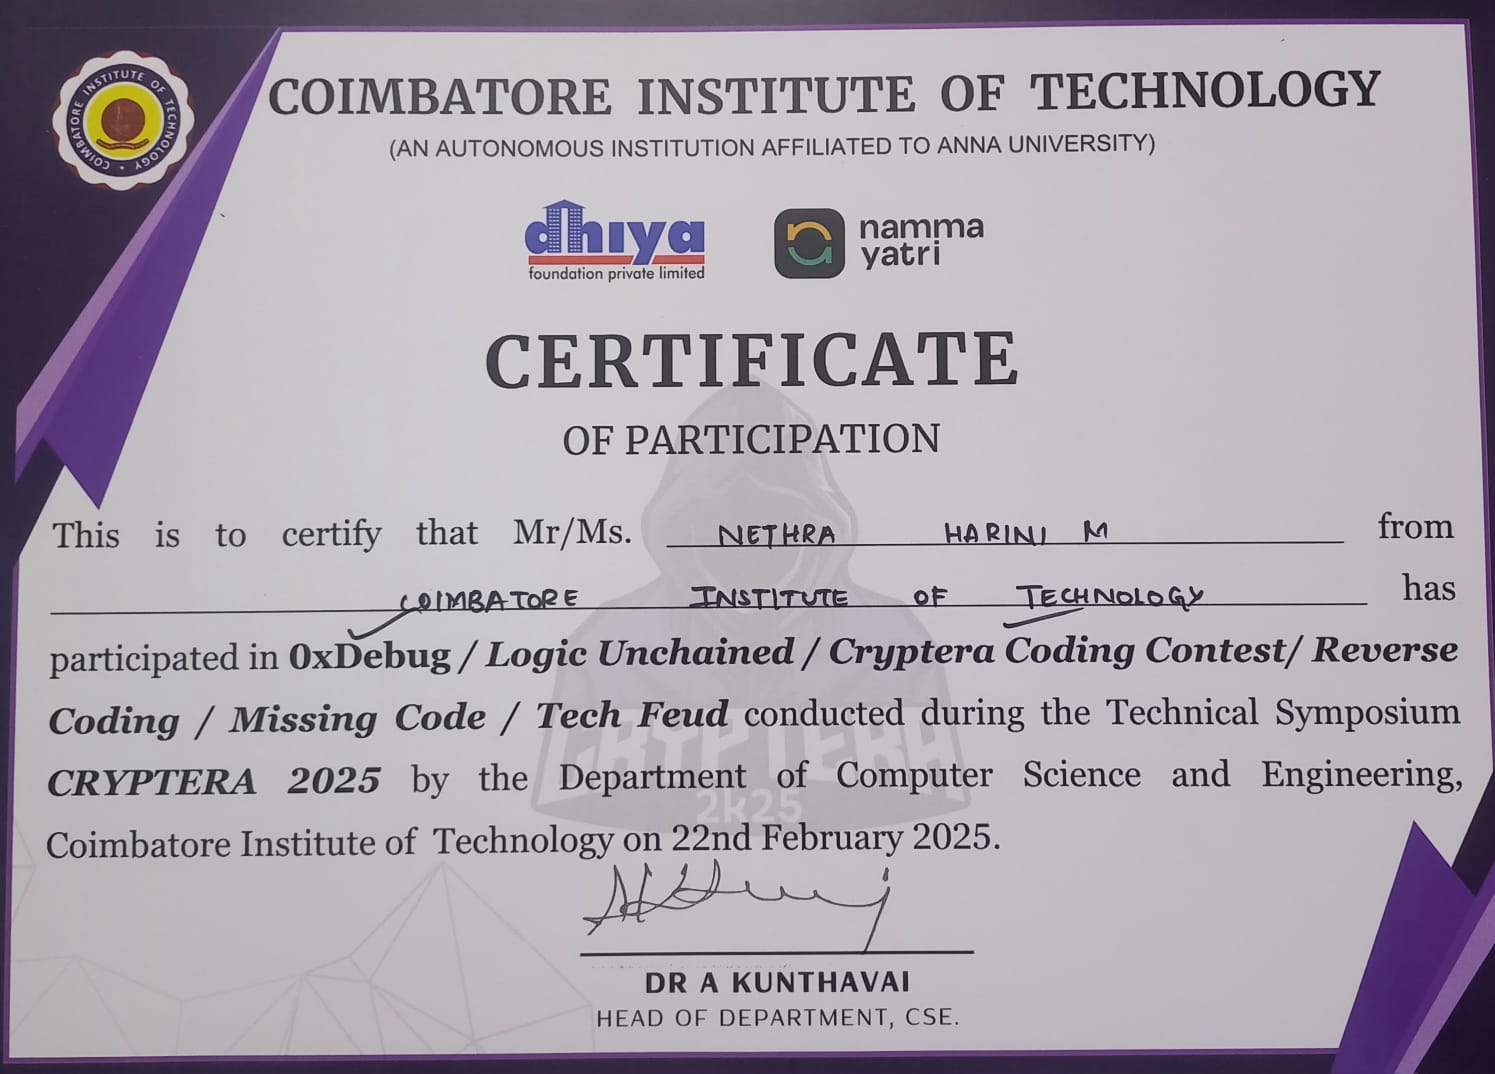 COIMBATORE INSTITUTE OF TECHNOLOGY
COIMBATORE INSTITUTE OF TECHNOLOGY
(AN AUTONOMOUS INSTITUTION AFFILIATED TO ANNA UNIVERSITY)
dhiya
foundation private limited
namma
yatri
CERTIFICATE
OF PARTICIPATION
This is to certify that Mr/Ms. NETHRA HARINI M from
COIMBATORE INSTITUTE OF TECHNOLOGY has
participated in 0xDebug / Logic Unchained / Cryptera Coding Contest/ Reverse
Coding / Missing Code / Tech Feud conducted during the Technical Symposium
CRYPTERA 2025 by the Department of Computer Science and Engineering,
Coimbatore Institute of Technology on 22nd February 2025.
CRYPTERA
2k25
DR A KUNTHAVAI
HEAD OF DEPARTMENT, CSE.